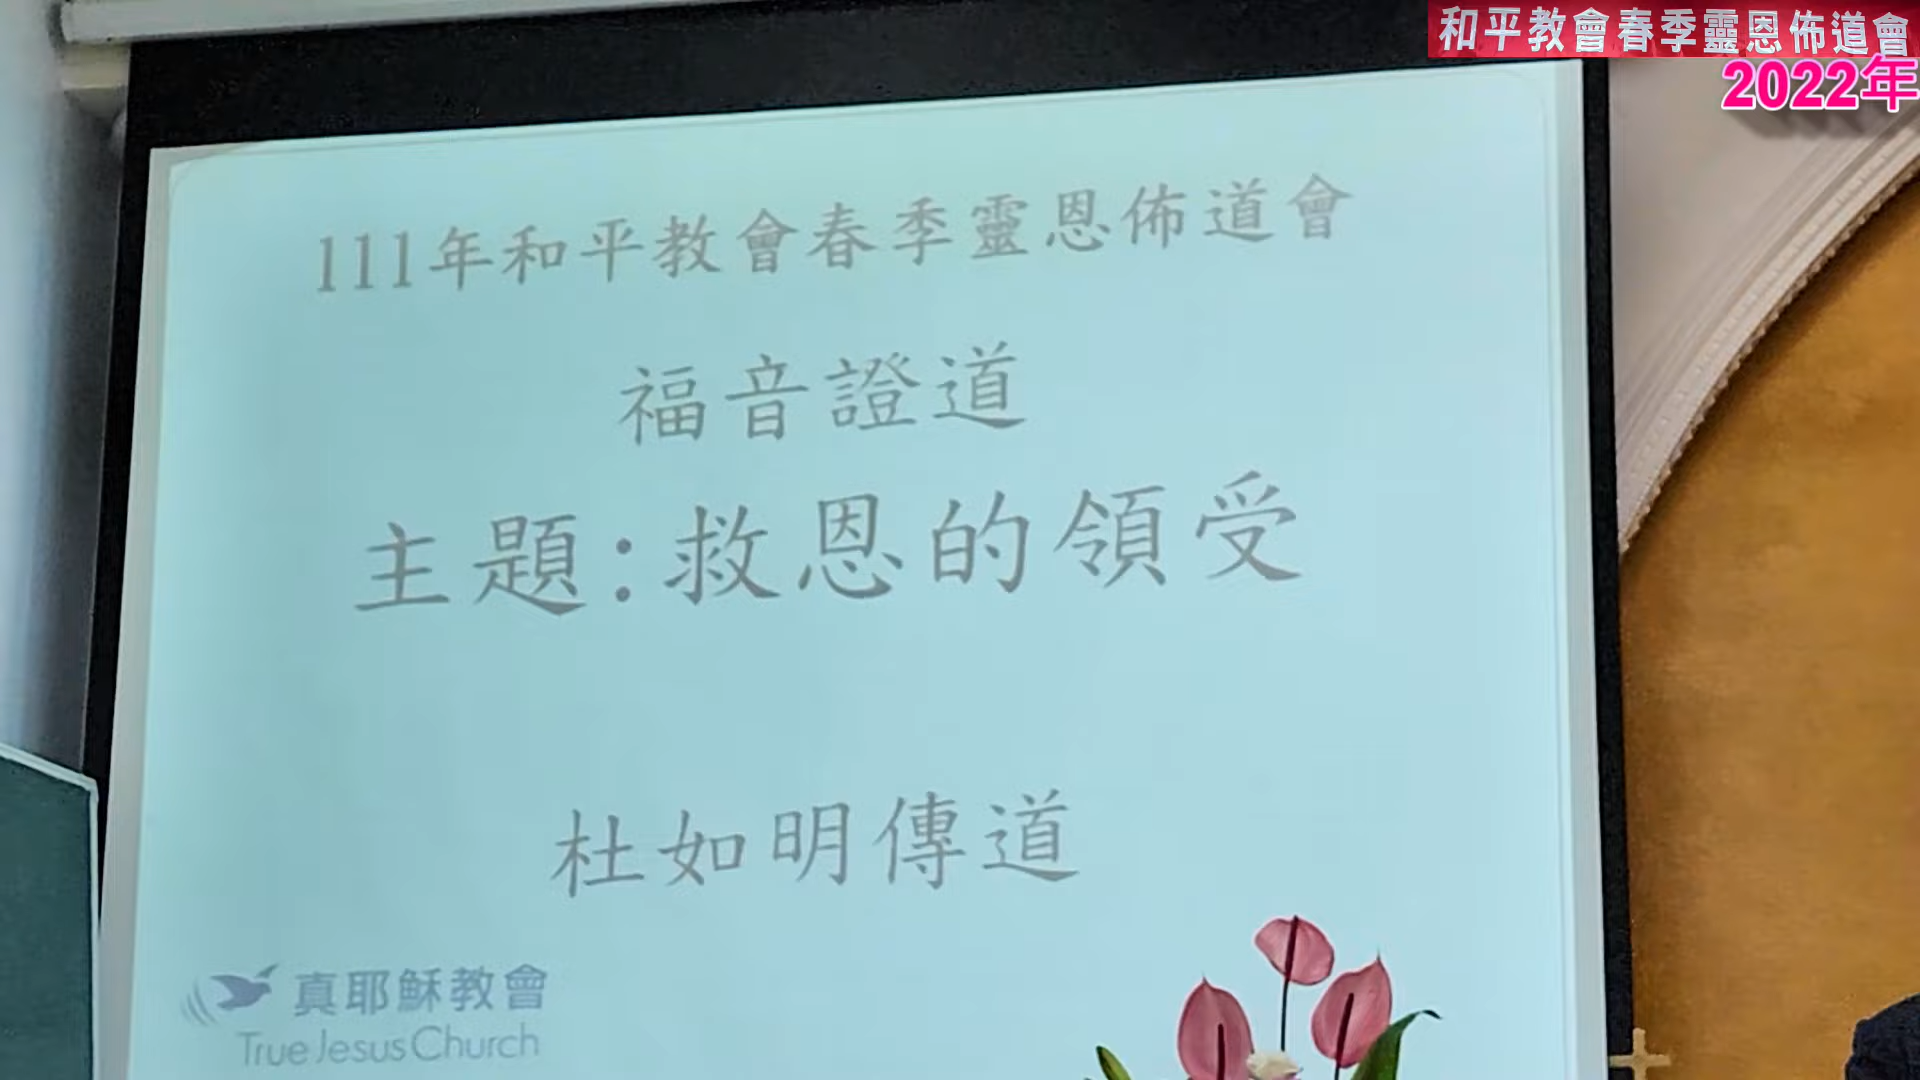 和平教會春季靈恩佈道會
2022年
111年和平教會春季靈恩佈道會
福音證道
主題:救恩的領受
杜如明傳道
真耶穌教會
True Jesus Church